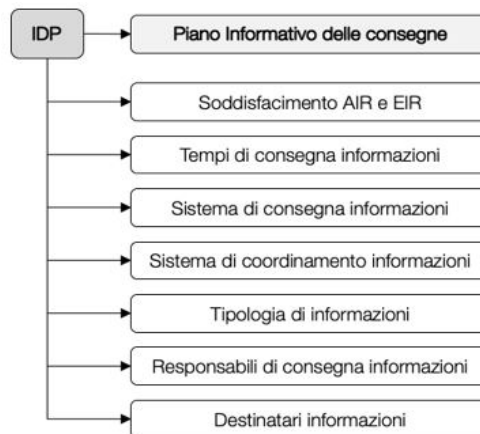 IDP
Piano Informativo delle consegne
Soddisfacimento AIR e EIR
Tempi di consegna informazioni
Sistema di consegna informazioni
Sistema di coordinamento informazioni
Tipologia di informazioni
Responsabili di consegna informazioni
Destinatari informazioni